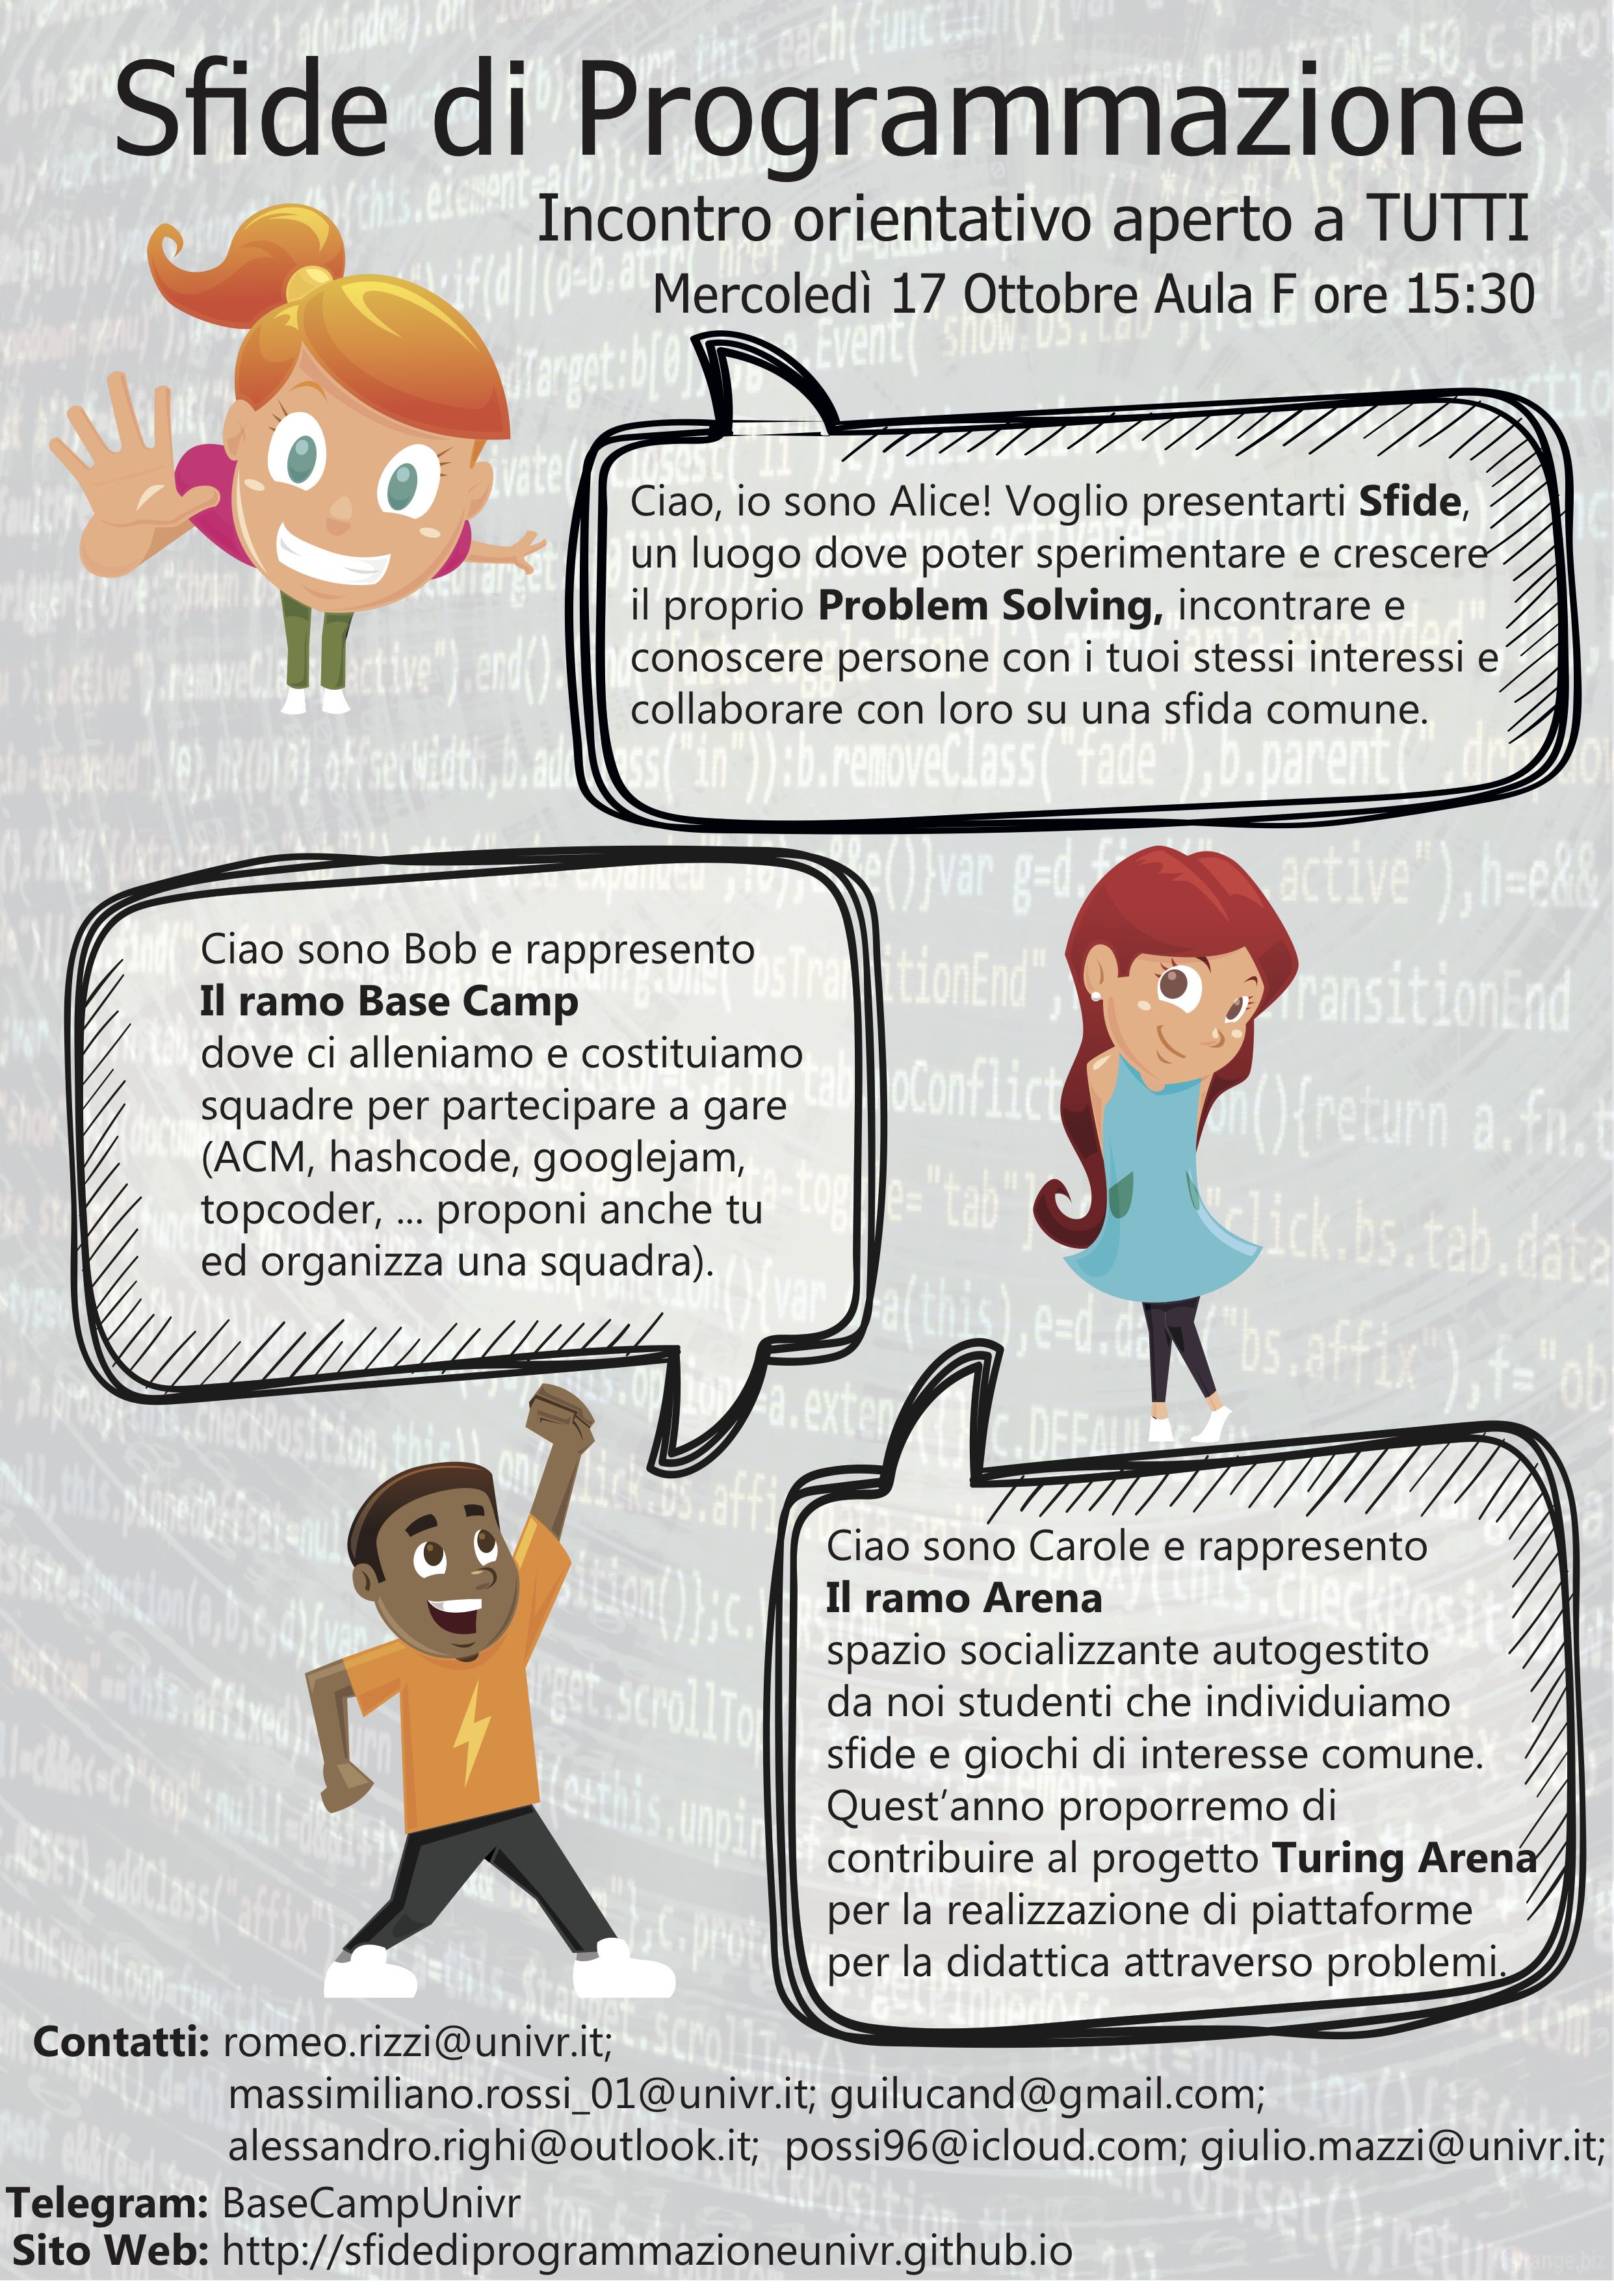 Sfide di Programmazione
Incontro orientativo aperto a TUTTI
Mercoledì 17 Ottobre Aula F ore 15:30
Ciao, io sono Alice! Voglio presentarti Sfide,
un luogo dove poter sperimentare e crescere
il proprio Problem Solving, incontrare e
conoscere persone con i tuoi stessi interessi e
collaborare con loro su una sfida comune.
Ciao sono Bob e rappresento
Il ramo Base Camp
dove ci alleniamo e costituiamo
squadre per partecipare a gare
(ACM, hashcode, googlejam,
topcoder, ... proponi anche tu
ed organizza una squadra).
Ciao sono Carole e rappresento
Il ramo Arena
spazio socializzante autogestito
da noi studenti che individuiamo
sfide e giochi di interesse comune.
Quest’anno proporremo di
contribuire al progetto Turing Arena
per la realizzazione di piattaforme
per la didattica attraverso problemi.
Contatti: romeo.rizzi@univr.it;
massimiliano.rossi_01@univr.it; guilucand@gmail.com;
alessandro.righi@outlook.it; possi96@icloud.com; giulio.mazzi@univr.it;
Telegram: BaseCampUnivr
Sito Web: http://sfidediprogrammazioneunivr.github.io